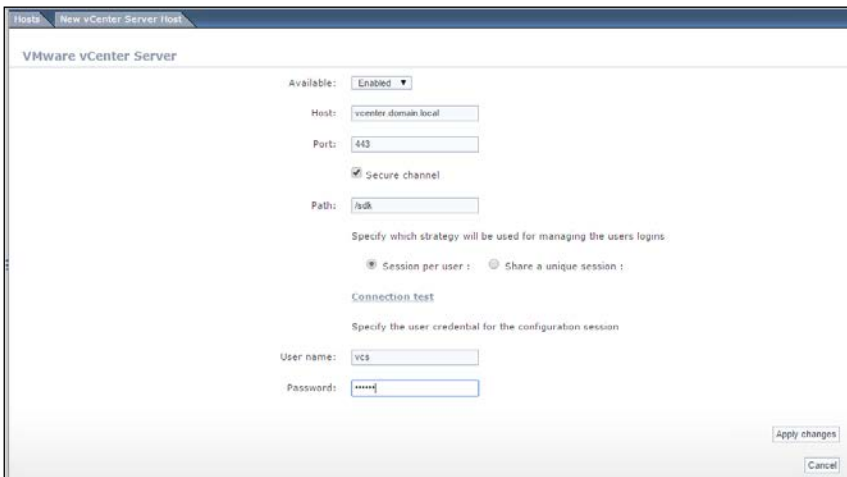 Hosts New vCenter Server Host
VMware vCenter Server
Available: Enabled
Host: vcenter.domain.local
Port: 443
Secure channel
Path: /sdk
Specify which strategy will be used for managing the users logins
Session per user : Share a unique session :
Connection test
Specify the user credential for the configuration session
User name: vcs
Password: ••••••
Apply changes
Cancel